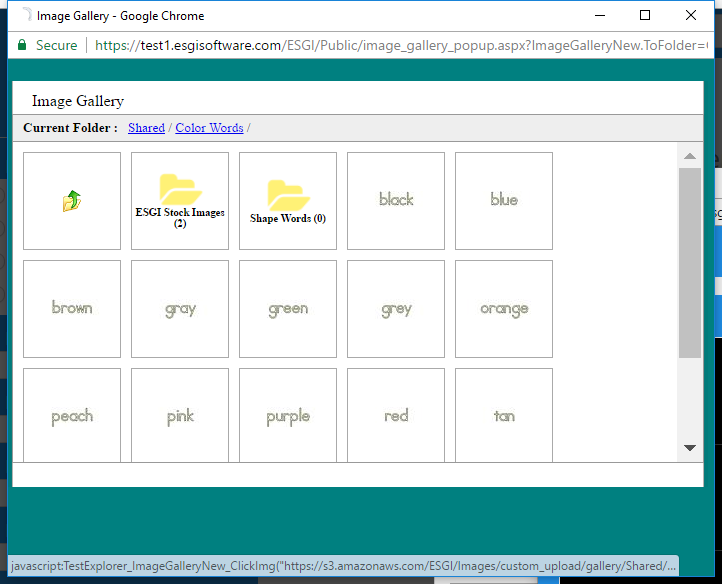 Image Gallery - Google Chrome
Secure | https://test1.esgisoftware.com/ESGI/Public/image_gallery_popup.aspx?ImageGalleryNew.ToFolder=
Image Gallery
Current Folder : Shared / Color Words /
ESGI Stock Images
(2)
Shape Words (0)
black
blue
brown
gray
green
grey
orange
peach
pink
purple
red
tan
javascript:TestExplorer_ImageGalleryNew_ClickImg("https://s3.amazonaws.com/ESGI/Images/custom_upload/gallery/Shared/...